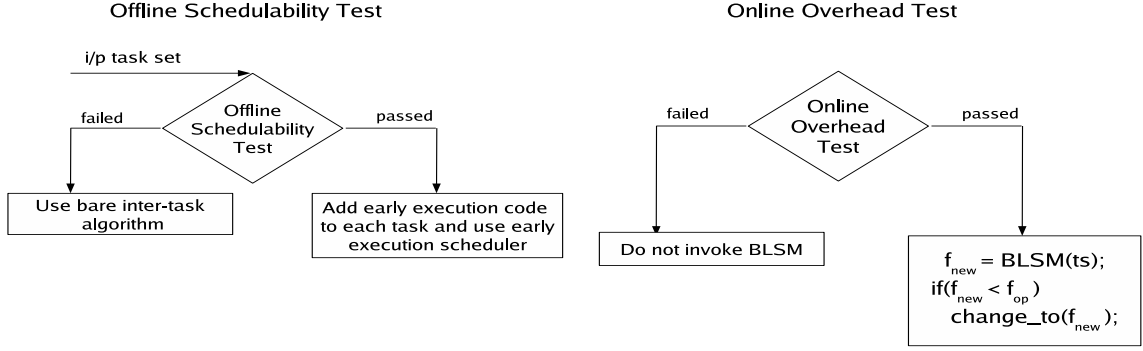 Offline Schedulability Test
i/p task set
failed
Offline
Schedulability
Test
passed
Use bare inter-task
algorithm
Add early execution code
to each task and use early
execution scheduler
Online Overhead Test
failed
Online
Overhead
Test
passed
Do not invoke BLSM
f_new = BLSM(ts);
if(f_new < f_op)
change_to(f_new);